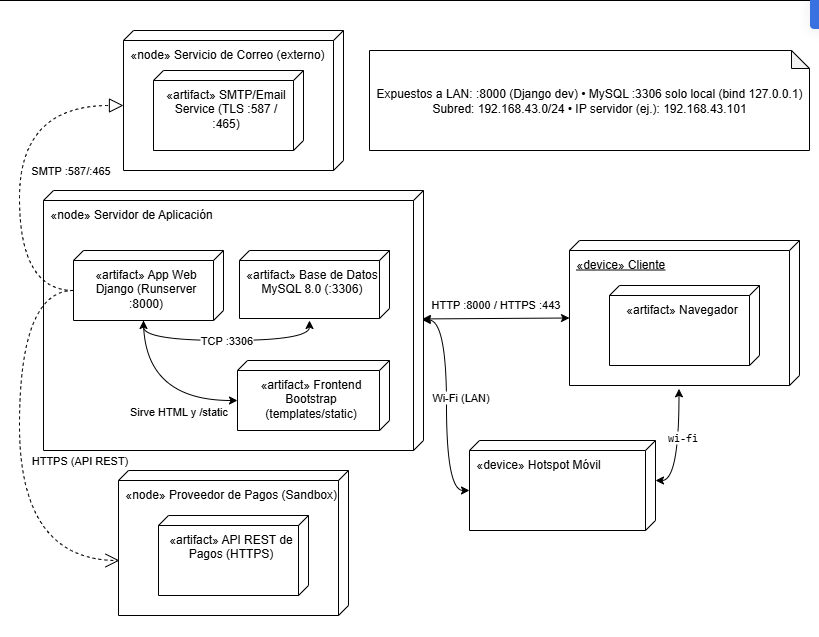 «node» Servicio de Correo (externo)
«artifact» SMTP/Email
Service (TLS :587 /
:465)
Expuestos a LAN: :8000 (Django dev) • MySQL :3306 solo local (bind 127.0.0.1)
Subred: 192.168.43.0/24 • IP servidor (ej.): 192.168.43.101
SMTP :587/:465
«node» Servidor de Aplicación
«artifact» App Web
Django (Runserver
:8000)
«artifact» Base de Datos
MySQL 8.0 (:3306)
TCP :3306
«artifact» Frontend
Bootstrap
(templates/static)
Sirve HTML y /static
HTTP :8000 / HTTPS :443
«device» Cliente
«artifact» Navegador
Wi-Fi (LAN)
wi-fi
«device» Hotspot Móvil
HTTPS (API REST)
«node» Proveedor de Pagos (Sandbox)
«artifact» API REST de
Pagos (HTTPS)